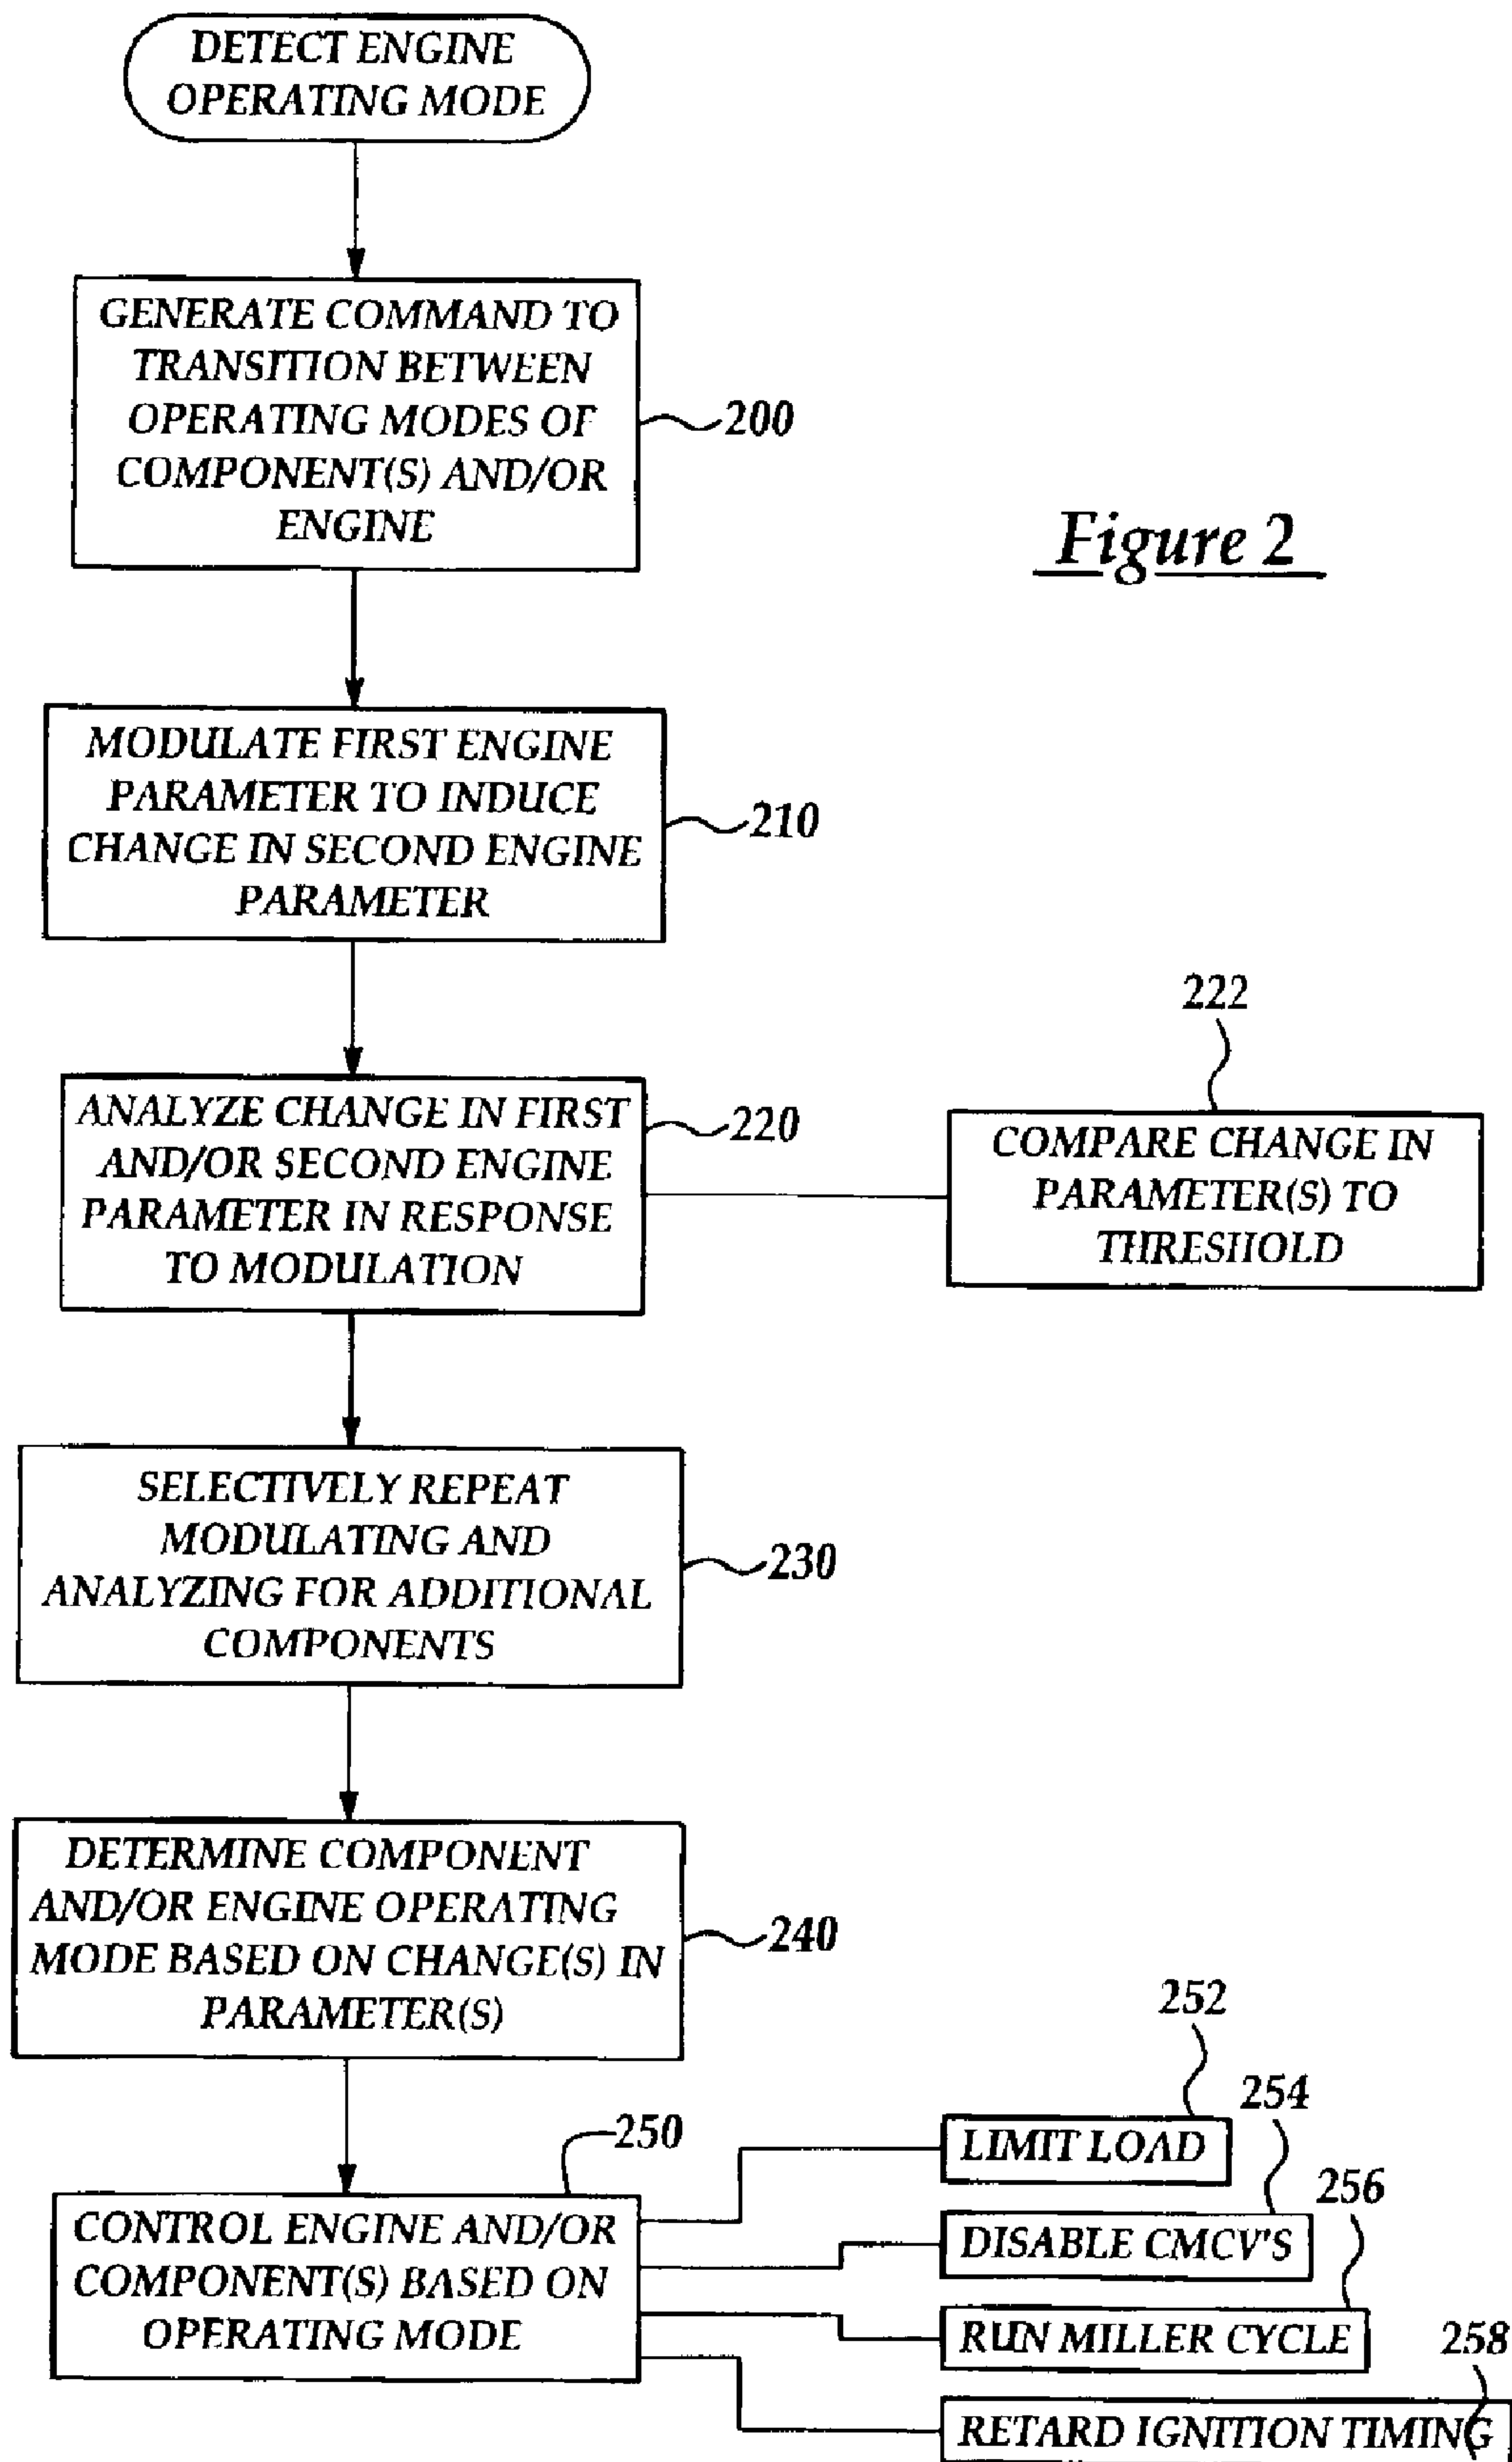 DETECT ENGINE
OPERATING MODE
GENERATE COMMAND TO
TRANSITION BETWEEN
OPERATING MODES OF
COMPONENT(S) AND/OR
ENGINE
200
Figure 2
MODULATE FIRST ENGINE
PARAMETER TO INDUCE
CHANGE IN SECOND ENGINE
PARAMETER
210
ANALYZE CHANGE IN FIRST
AND/OR SECOND ENGINE
PARAMETER IN RESPONSE
TO MODULATION
220
222
COMPARE CHANGE IN
PARAMETER(S) TO
THRESHOLD
SELECTIVELY REPEAT
MODULATING AND
ANALYZING FOR ADDITIONAL
COMPONENTS
230
DETERMINE COMPONENT
AND/OR ENGINE OPERATING
MODE BASED ON CHANGE(S) IN
PARAMETER(S)
240
CONTROL ENGINE AND/OR
COMPONENT(S) BASED ON
OPERATING MODE
250
252
LIMIT LOAD
254
DISABLE CMCV'S
256
RUN MILLER CYCLE
258
RETARD IGNITION TIMING